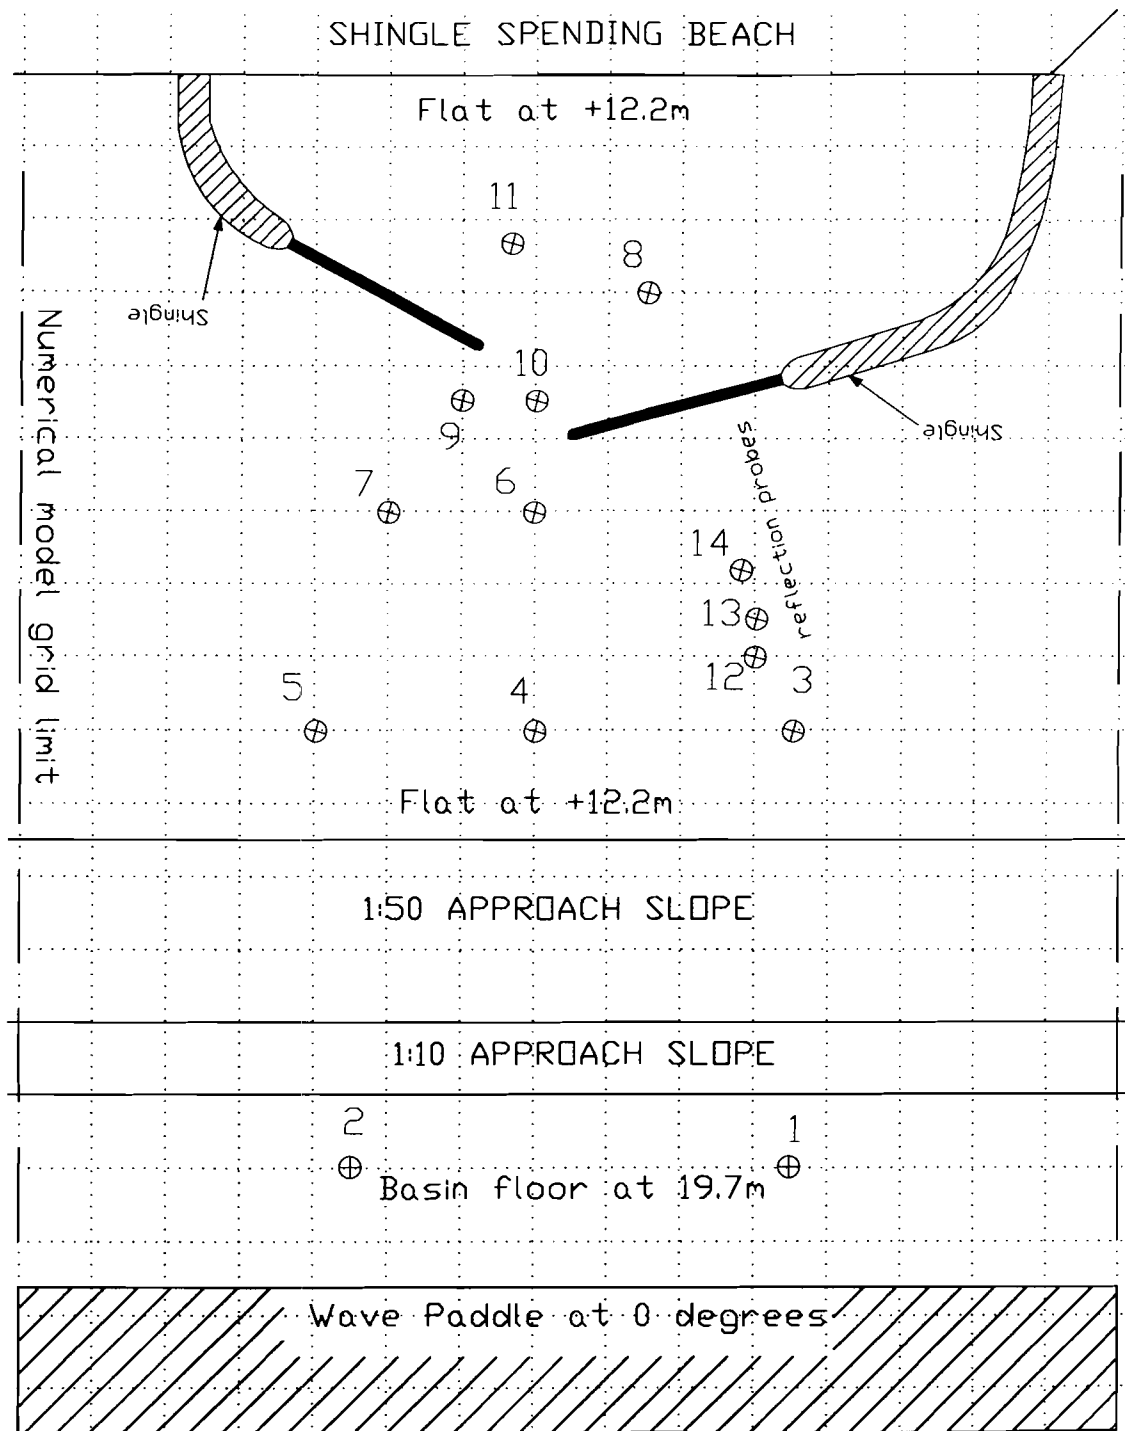 SHINGLE SPENDING BEACH
Flat at +12.2m
11
8
Shingle
10
9
Shingle
Numerical model grid limit
7
6
reflection probes
14
13
12
3
5
4
Flat at +12.2m
1:50 APPROACH SLOPE
1:10 APPROACH SLOPE
2
1
Basin floor at 19.7m
Wave Paddle at 0 degrees